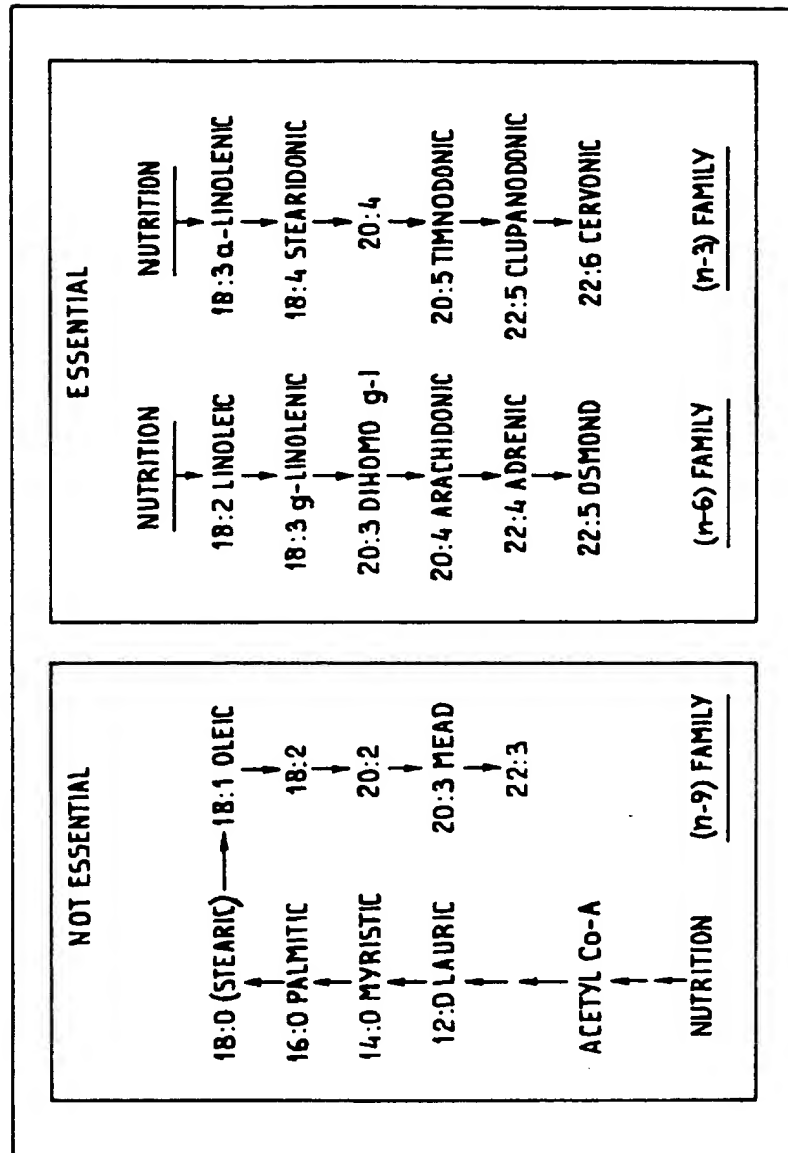 NOT ESSENTIAL
18:0 (STEARIC) → 18:1 OLEIC
16:0 PALMITIC
18:2
14:0 MYRISTIC
20:2
12:0 LAURIC
20:3 MEAD
22:3
ACETYL Co-A
NUTRITION
(n-9) FAMILY
ESSENTIAL
NUTRITION
18:2 LINOLEIC
18:3 g-LINOLENIC
20:3 DIHOMO g-l
20:4 ARACHIDONIC
22:4 ADRENIC
22:5 OSMOND
(n-6) FAMILY
NUTRITION
18:3 α-LINOLENIC
18:4 STEARIDONIC
20:4
20:5 TIMNODONIC
22:5 CLUPANODONIC
22:6 CERVONIC
(n-3) FAMILY